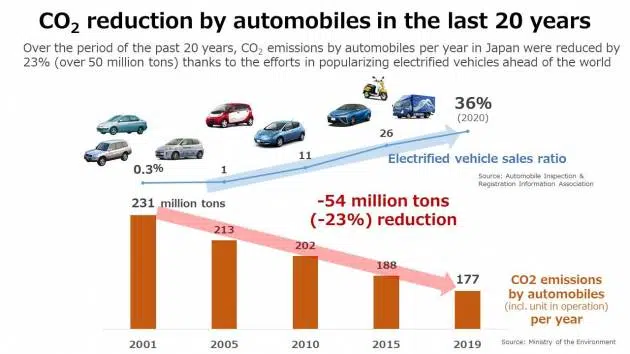 CO2 reduction by automobiles in the last 20 years
Over the period of the past 20 years, CO2 emissions by automobiles per year in Japan were reduced by
23% (over 50 million tons) thanks to the efforts in popularizing electrified vehicles ahead of the world
36%
(2020)
26
11
1
0.3%
Electrified vehicle sales ratio
Source: Automobile Inspection &
Registration Information Association
231 million tons
-54 million tons
(-23%) reduction
213
202
188
177
CO2 emissions
by automobiles
(incl. unit in operation)
per year
2001 2005 2010 2015 2019
Source: Ministry of the Environment